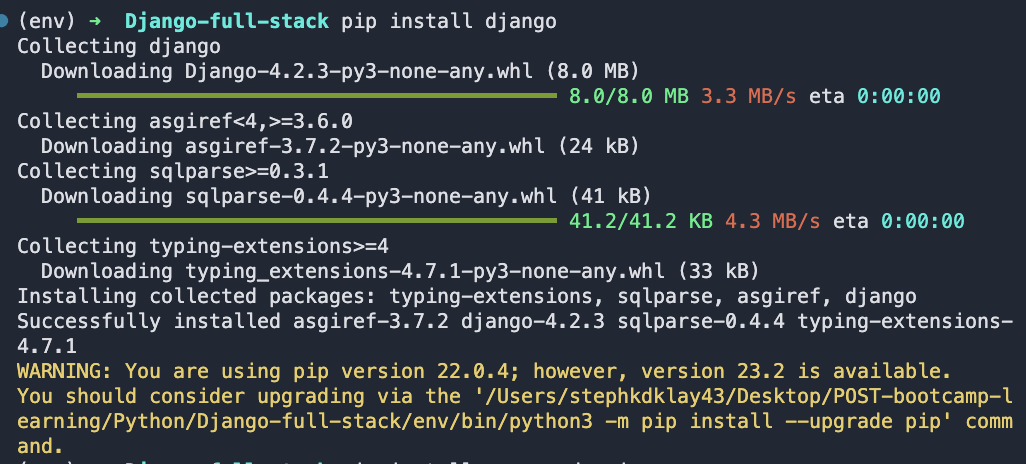 (env) ➜ Django-full-stack pip install django
Collecting django
Downloading Django-4.2.3-py3-none-any.whl (8.0 MB)
8.0/8.0 MB 3.3 MB/s eta 0:00:00
Collecting asgiref<4,>=3.6.0
Downloading asgiref-3.7.2-py3-none-any.whl (24 kB)
Collecting sqlparse>=0.3.1
Downloading sqlparse-0.4.4-py3-none-any.whl (41 kB)
41.2/41.2 KB 4.3 MB/s eta 0:00:00
Collecting typing-extensions>=4
Downloading typing_extensions-4.7.1-py3-none-any.whl (33 kB)
Installing collected packages: typing-extensions, sqlparse, asgiref, django
Successfully installed asgiref-3.7.2 django-4.2.3 sqlparse-0.4.4 typing-extensions-
4.7.1
WARNING: You are using pip version 22.0.4; however, version 23.2 is available.
You should consider upgrading via the '/Users/stephkdklay43/Desktop/POST-bootcamp-l
earning/Python/Django-full-stack/env/bin/python3 -m pip install --upgrade pip' comm
and.